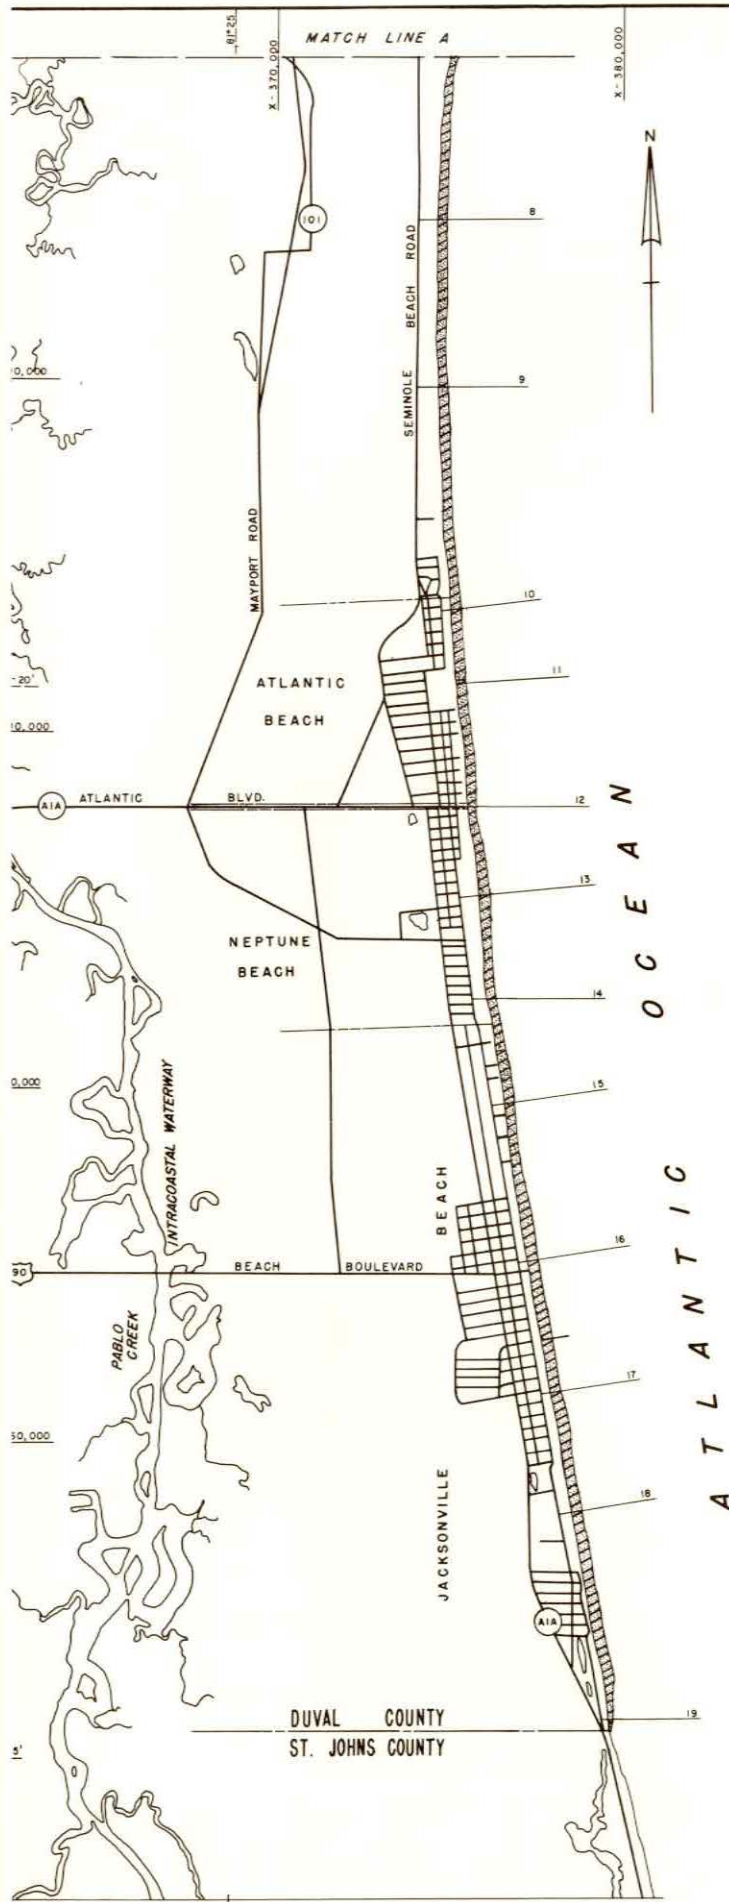 81°25
MATCH LINE A
X-370,000
X-380,000
N
8
101
SEMINOLE BEACH ROAD
9
0,000
MAYPORT ROAD
10
11
ATLANTIC
BEACH
-20'
0,000
A1A
ATLANTIC BLVD.
12
13
NEPTUNE
BEACH
14
0,000
15
INTRACOASTAL WATERWAY
16
90
BEACH BOULEVARD
PABLO
CREEK
17
50,000
18
JACKSONVILLE BEACH
ATLANTIC OCEAN
A1A
19
DUVAL COUNTY
ST. JOHNS COUNTY
5'